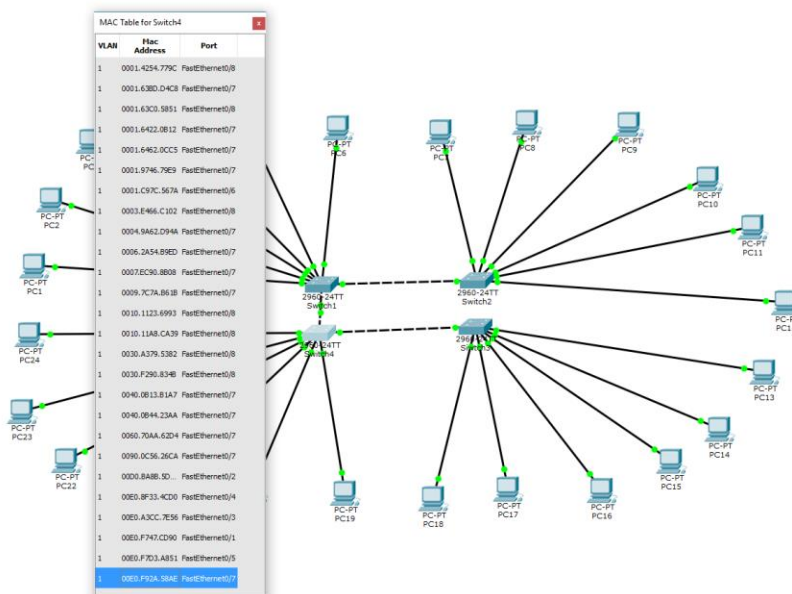 MAC Table for Switch4
x
VLAN Mac Address Port
1 0001.4254.779C FastEthernet0/8
1 0001.63BD.D4C8 FastEthernet0/7
1 0001.63C0.5851 FastEthernet0/8
1 0001.6422.0B12 FastEthernet0/7
1 0001.6462.0CC5 FastEthernet0/7
1 0001.9746.79E9 FastEthernet0/7
1 0001.C97C.567A FastEthernet0/6
1 0003.E466.C102 FastEthernet0/8
1 0004.9A62.D94A FastEthernet0/7
1 0006.2A54.B9ED FastEthernet0/7
1 0007.EC90.8B08 FastEthernet0/7
1 0009.7C7A.B61B FastEthernet0/7
1 0010.1123.6993 FastEthernet0/8
1 0010.11A8.CA39 FastEthernet0/8
1 0030.A379.5382 FastEthernet0/8
1 0030.F290.834B FastEthernet0/8
1 0040.0B13.B1A7 FastEthernet0/7
1 0040.0B44.23AA FastEthernet0/7
1 0060.70AA.62D4 FastEthernet0/7
1 0090.0C56.26CA FastEthernet0/7
1 00D0.BA8B.5D... FastEthernet0/2
1 00E0.8F33.4CD0 FastEthernet0/4
1 00E0.A3CC.7E56 FastEthernet0/3
1 00E0.F747.CD90 FastEthernet0/1
1 00E0.F7D3.A851 FastEthernet0/5
1 00E0.F92A.58AE FastEthernet0/7
PC-PT
PC6
PC-PT
PC8
PC-PT
PC9
PC-PT
PC10
PC-PT
PC2
PC-PT
PC11
PC-PT
PC1
2960-24TT
Switch1
2960-24TT
Switch2
PC-PT
PC24
2960-24TT
Switch4
PC-PT
PC13
PC-PT
PC23
PC-PT
PC14
PC-PT
PC22
PC-PT
PC15
PC-PT
PC19
PC-PT
PC18
PC-PT
PC17
PC-PT
PC16